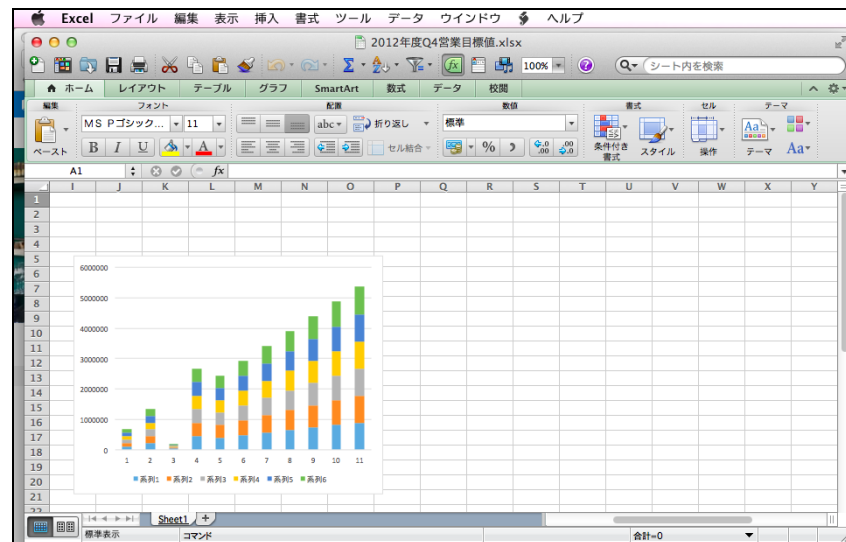 Excel ファイル 編集 表示 挿入 書式 ツール データ ウインドウ ヘルプ
2012年度Q4営業目標値.xlsx
100% シート内を検索
ホーム レイアウト テーブル グラフ SmartArt 数式 データ 校閲
編集 フォント 配置 数値 書式 セル テーマ
MS Pゴシック... 11 abc 折り返し 標準
ペースト B I U A セル結合 % .0 .00 .00 .0 条件付き書式 スタイル 操作 Aa テーマ Aa
A1 fx
I J K L M N O P Q R S T U V W X Y
1
2
3
4
5
6
7
8
9
10
11
12
13
14
15
16
17
18
19
20
21
22
6000000
5000000
4000000
3000000
2000000
1000000
0
1 2 3 4 5 6 7 8 9 10 11
系列1 系列2 系列3 系列4 系列5 系列6
Sheet1
標準表示 コマンド 合計=0